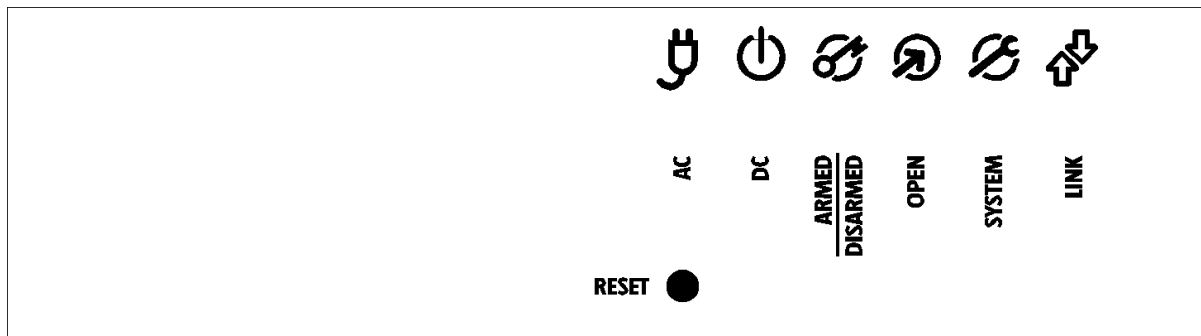 AC
DC
ARMED
DISARMED
OPEN
SYSTEM
LINK
RESET